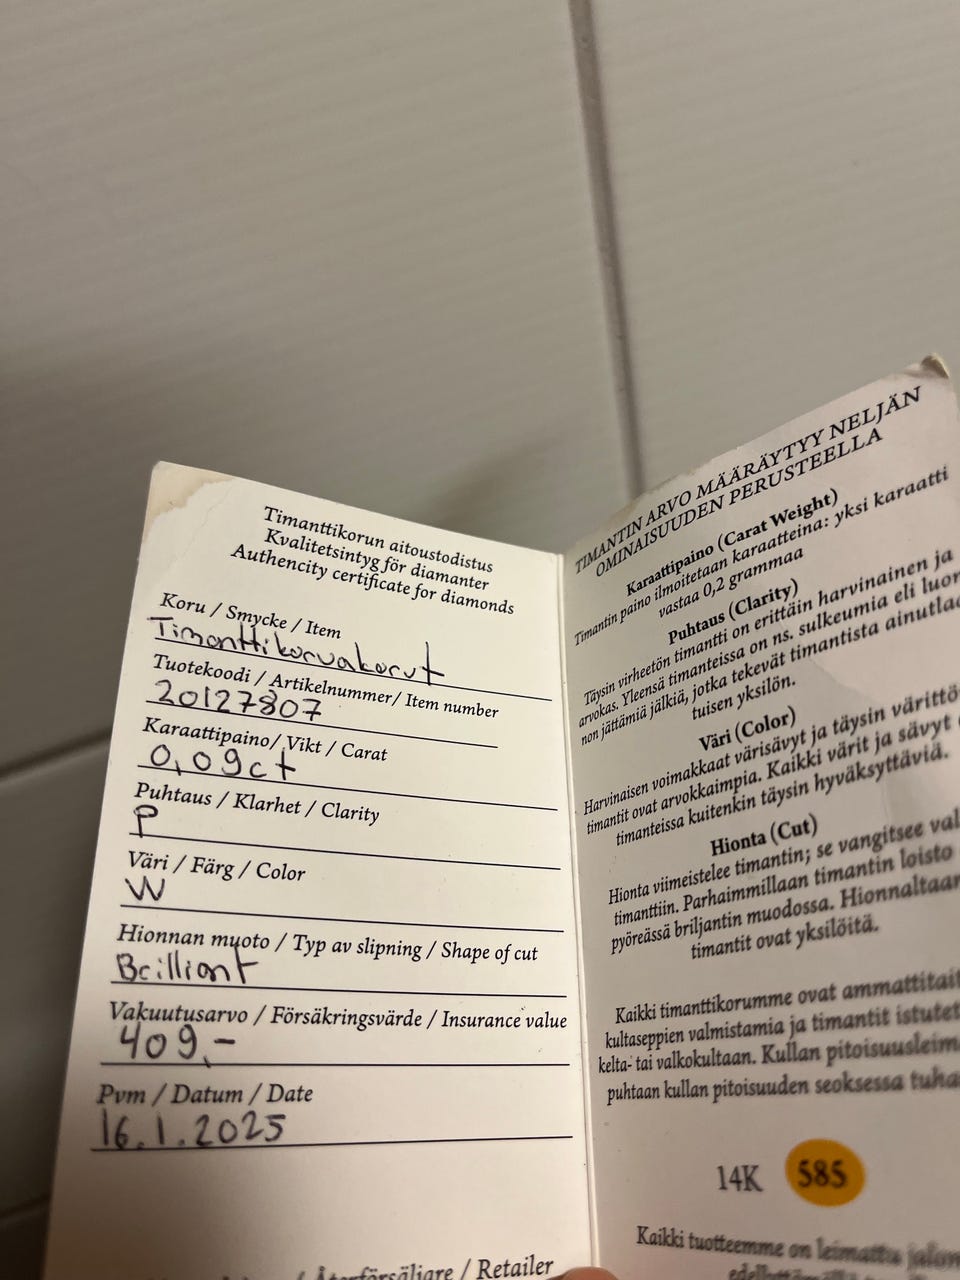 Timanttikorun aitoustodistus
Kvalitetsintyg för diamanter
Authencity certificate for diamonds
Koru / Smycke / Item
Timanttikorvakorut
Tuotekoodi / Artikelnummer/ Item number
20127807
Karaattipaino/ Vikt / Carat
0,09ct
Puhtaus / Klarhet / Clarity
P
Väri / Färg / Color
W
Hionnan muoto / Typ av slipning / Shape of cut
Brilliant
Vakuutusarvo / Försäkringsvärde / Insurance value
409,-
Pvm / Datum / Date
16.1.2025
/ Återförsäljare / Retailer
TIMANTIN ARVO MÄÄRÄYTYY NELJÄN
OMINAISUUDEN PERUSTEELLA
Karaattipaino (Carat Weight)
Timantin paino ilmoitetaan karaatteina: yksi karaatti
vastaa 0,2 grammaa
Puhtaus (Clarity)
Täysin virheetön timantti on erittäin harvinainen ja
arvokas. Yleensä timanteissa on ns. sulkeumia eli luon
non jättämiä jälkiä, jotka tekevät timantista ainutlaa
tuisen yksilön.
Väri (Color)
Harvinaisen voimakkaat värisävyt ja täysin värittö
timantit ovat arvokkaimpia. Kaikki värit ja sävyt
timanteissa kuitenkin täysin hyväksyttäviä.
Hionta (Cut)
Hionta viimeistelee timantin; se vangitsee val
timanttiin. Parhaimmillaan timantin loisto
pyöreässä briljantin muodossa. Hionnaltaan
timantit ovat yksilöitä.
Kaikki timanttikorumme ovat ammattitait
kultaseppien valmistamia ja timantit istutet
kelta- tai valkokultaan. Kullan pitoisuusleim
puhtaan kullan pitoisuuden seoksessa tuha
14K 585
Kaikki tuotteemme on leimattu jalom